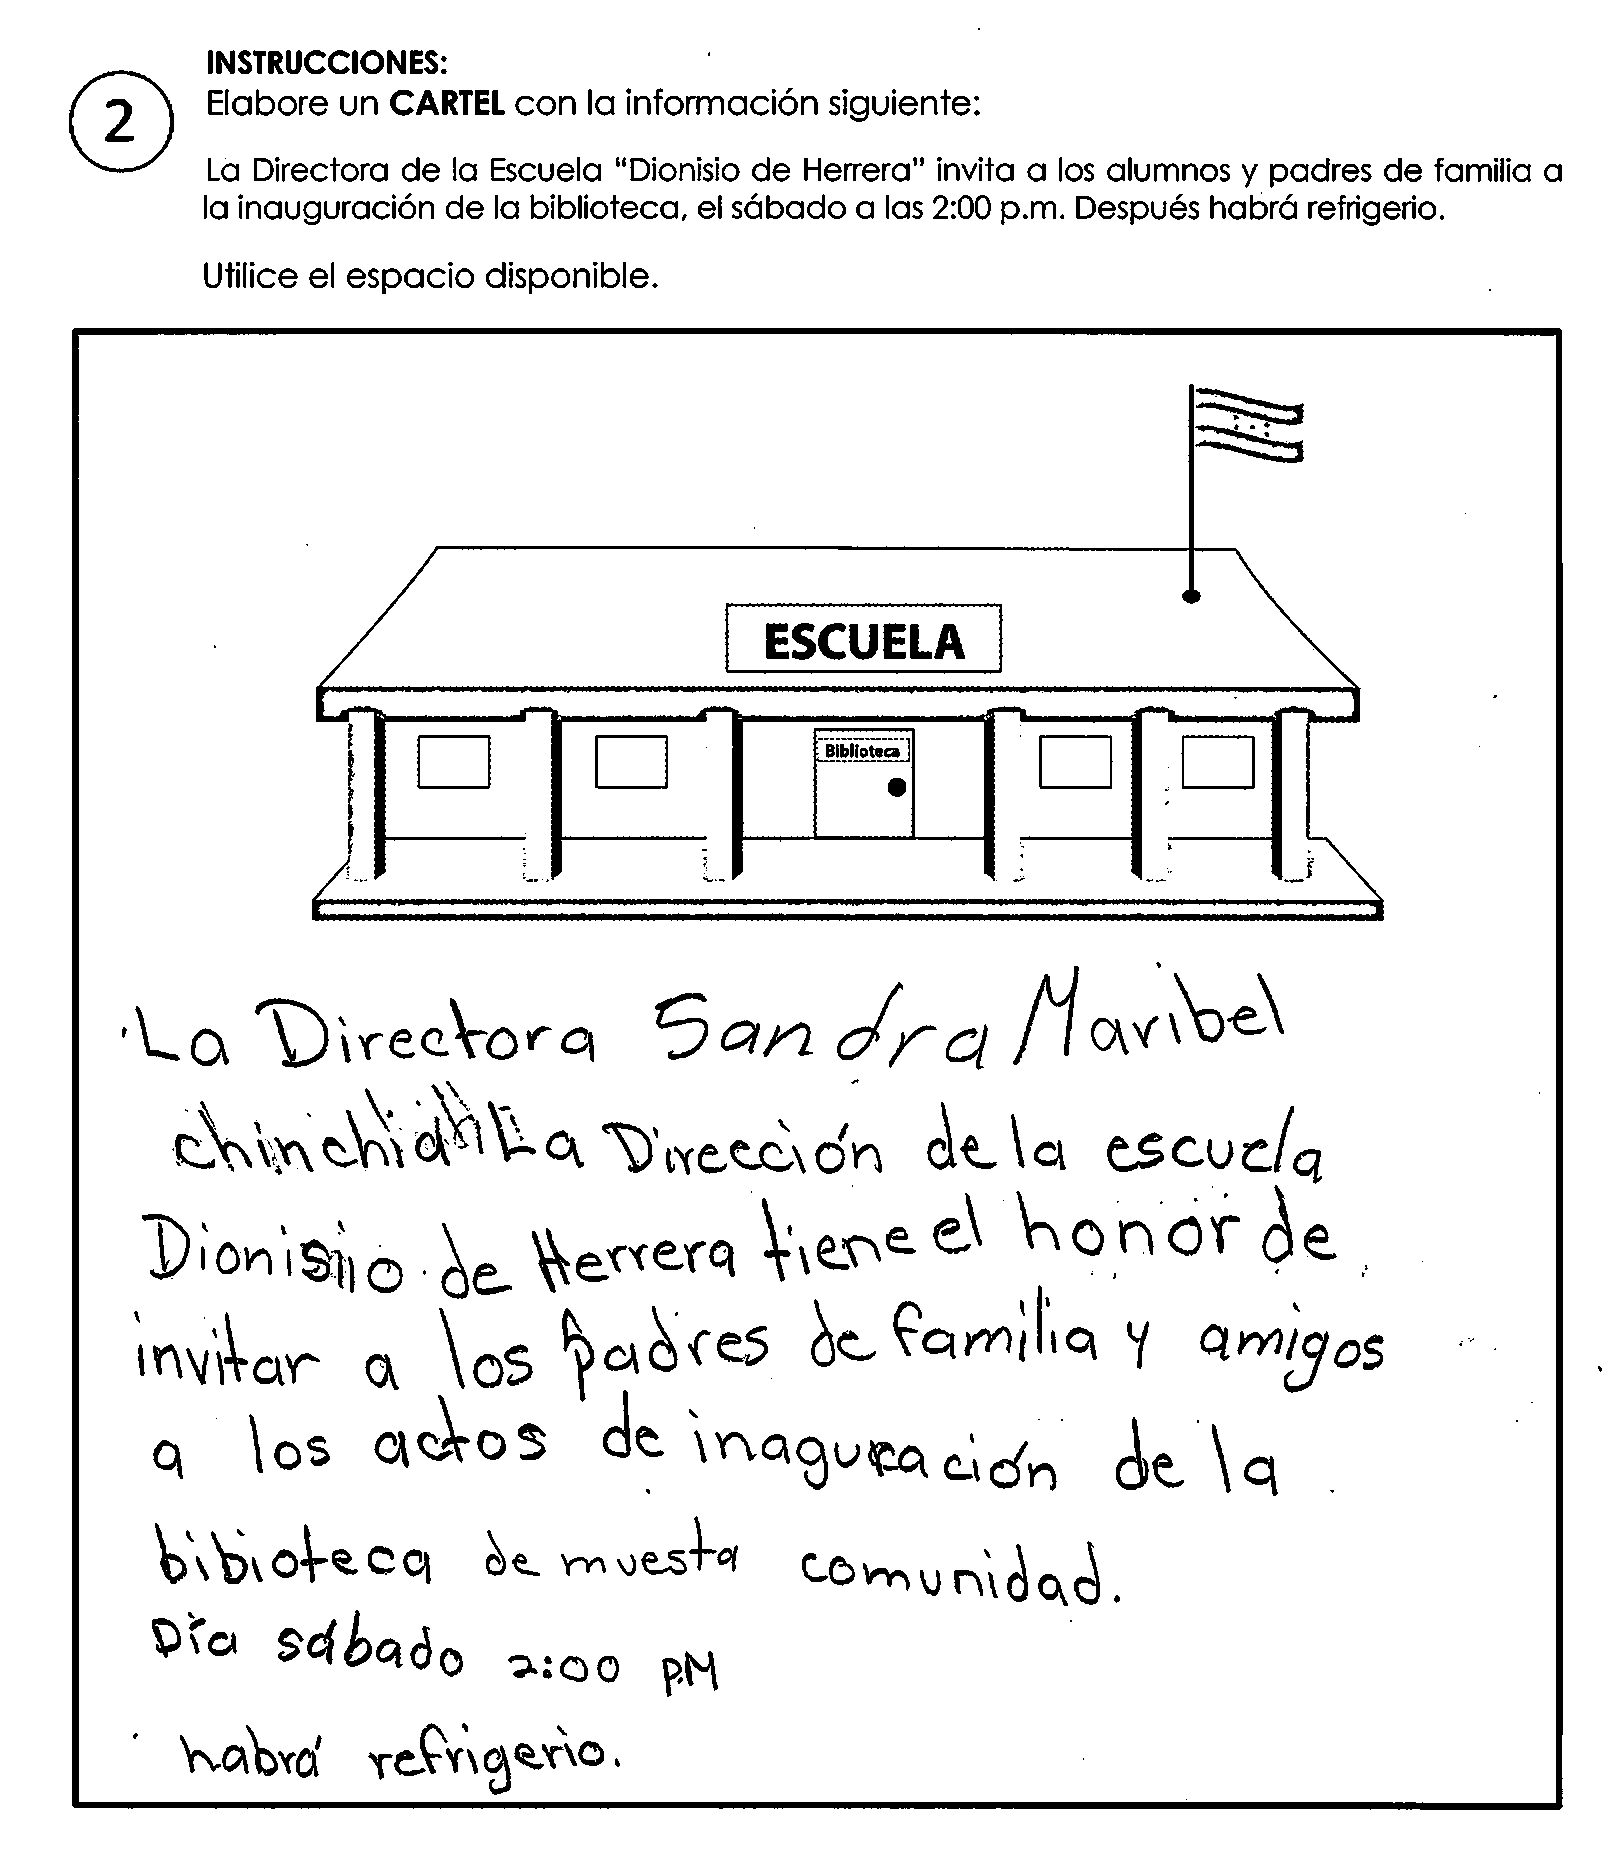 INSTRUCCIONES:
2
Elabore un CARTEL con la información siguiente:
La Directora de la Escuela "Dionisio de Herrera" invita a los alumnos y padres de familia a
la inauguración de la biblioteca, el sábado a las 2:00 p.m. Después habrá refrigerio.
Utilice el espacio disponible.
ESCUELA
Biblioteca
La Directora Sandra Maribel
La Dirección de la escuela
Dionisio de Herrera tiene el honor de
invitar a los padres de familia y amigos
a los actos de inaguración de la
bibioteca de muesta comunidad.
Día sábado 2:00 PM
habrá refrigerio.